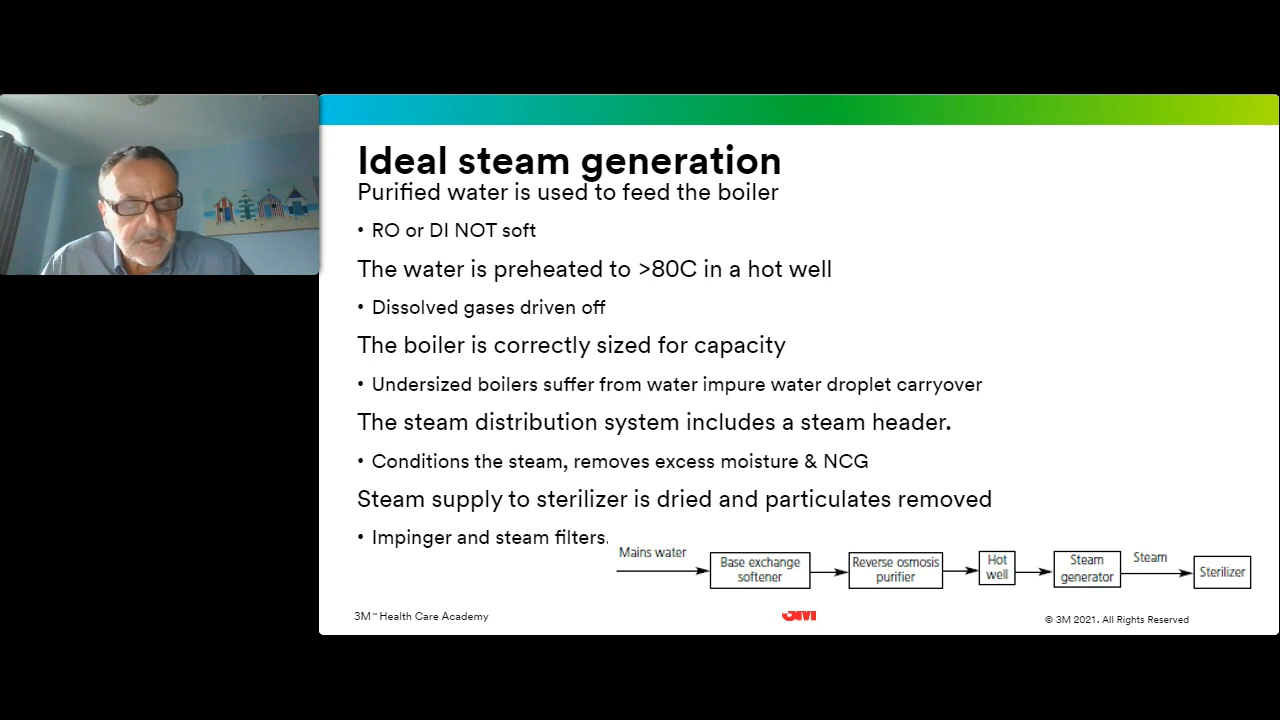 Ideal steam generation
Purified water is used to feed the boiler
• RO or DI NOT soft
The water is preheated to >80C in a hot well
• Dissolved gases driven off
The boiler is correctly sized for capacity
• Undersized boilers suffer from water impure water droplet carryover
The steam distribution system includes a steam header.
• Conditions the steam, removes excess moisture & NCG
Steam supply to sterilizer is dried and particulates removed
• Impinger and steam filters.
Mains water
Base exchange
softener
Reverse osmosis
purifier
Hot
well
Steam
generator
Steam
Sterilizer
3M™ Health Care Academy
3M
© 3M 2021. All Rights Reserved